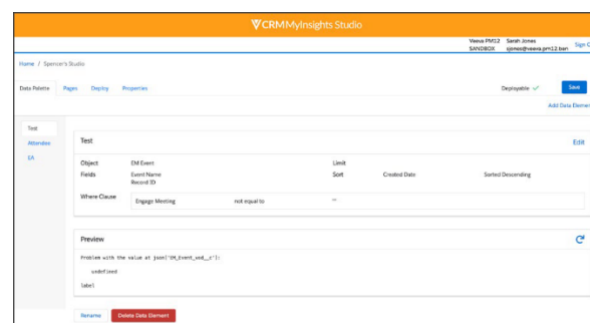 CRMMyInsights Studio
Veeva PM12 Sarah Jones
SANDBOX sjones@veeva.pm12.ban
Sign O
Home / Spencer's Studio
Data Palette Pages Deploy Properties Deployable Save
Add Data Element
Test
Attendee
EA
Test Edit
Object EM Event Limit
Fields Event Name Sort Created Date Sorted Descending
Record ID
Where Clause Engage Meeting not equal to ""
Preview
Problem with the value at json['EM_Event_vod__c']:
undefined
label
Rename Delete Data Element